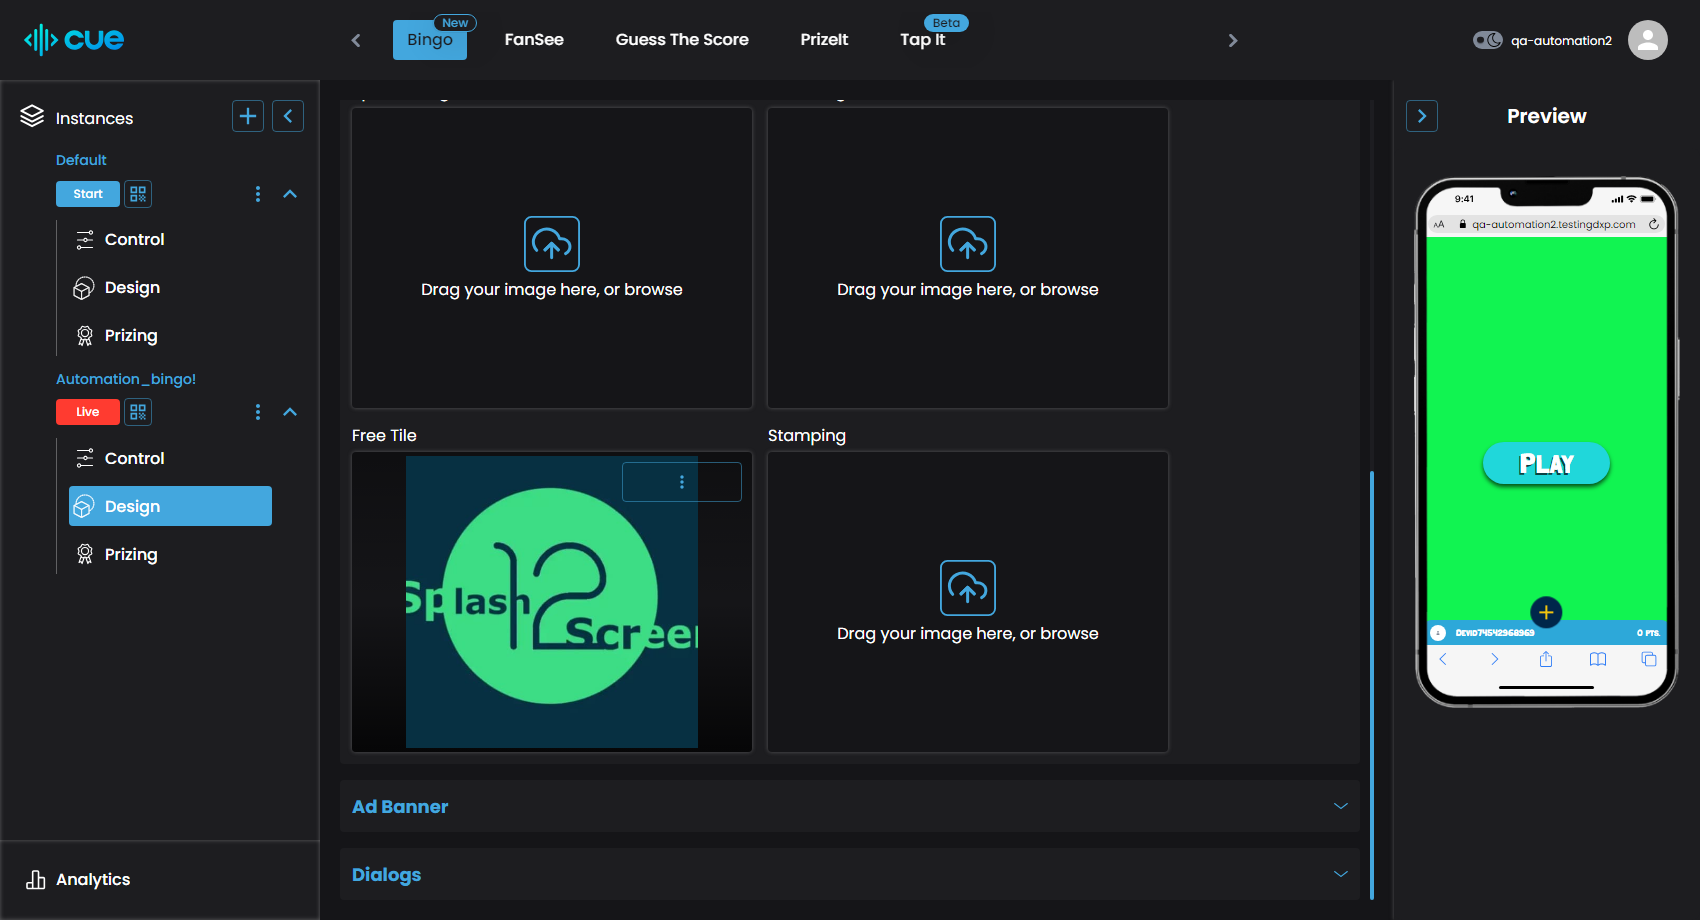 cue
Bingo
New
FanSee
Guess The Score
PrizeIt
Tap It
Beta
qa-automation2
Instances
Default
Start
Control
Design
Prizing
Automation_bingo!
Live
Control
Design
Prizing
Analytics
Drag your image here, or browse
Drag your image here, or browse
Free Tile
Stamping
Splash
12
Screen
Drag your image here, or browse
Ad Banner
Dialogs
Preview
9:41
AA
qa-automation2.testingdxp.com
Play
0 pts.